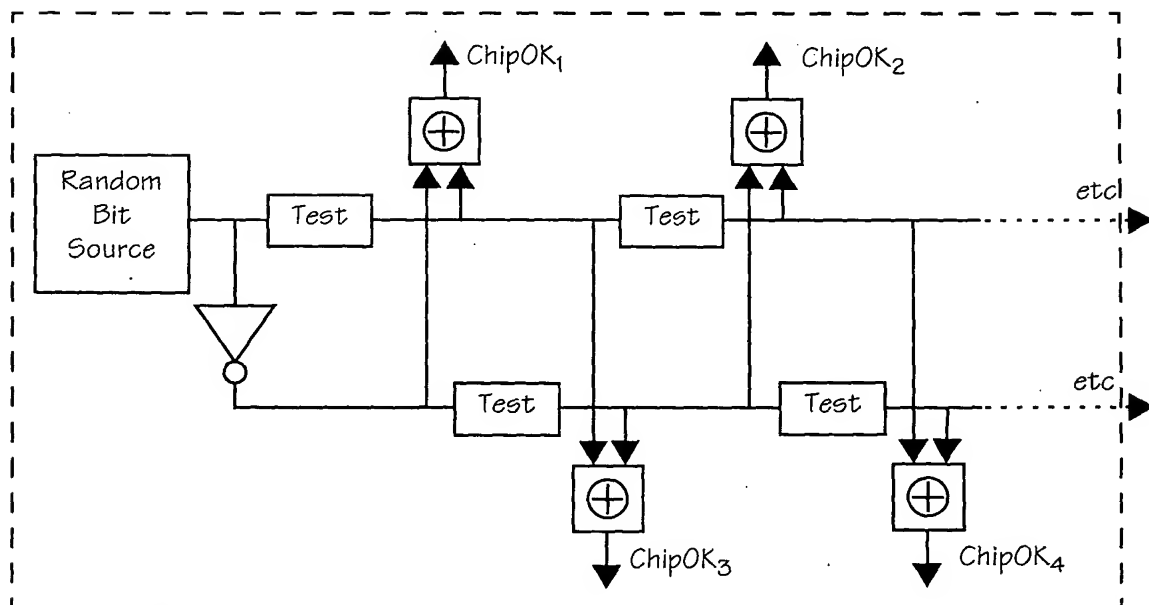 ChipOK1
ChipOK2
Random
Bit
Source
Test
Test
etc
Test
Test
etc
ChipOK3
ChipOK4